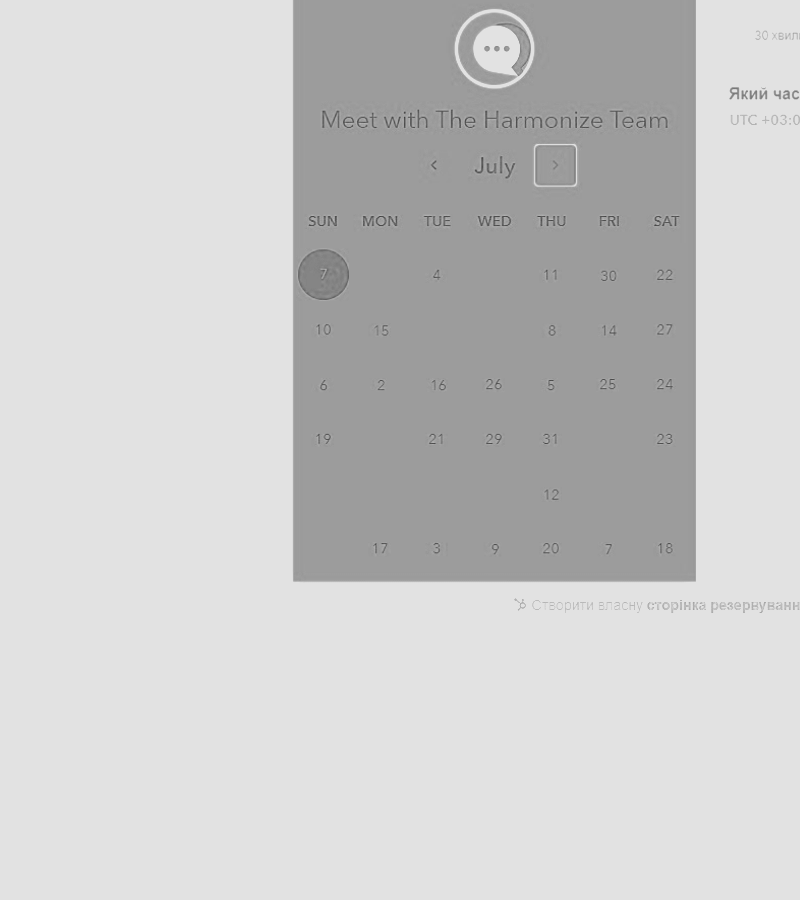 30
Meet with The Harmonize Team
Який час
July
UTC +03:0
SUN MON TUE WED THU FRI SAT
7 4 11 30 22
10 15 8 14 27
6 2 16 26 5 25 24
19 21 29 31 23
12
17 3 9 20 7 18
Створити власну сторінка